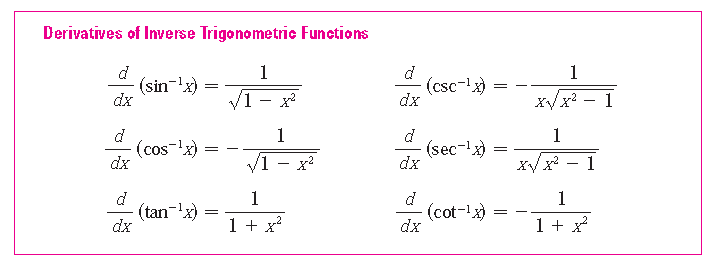 Derivatives of Inverse Trigonometric Functions
d/dx (sin⁻¹x) = 1/√(1 − x²)
d/dx (csc⁻¹x) = −1/(x√(x² − 1))
d/dx (cos⁻¹x) = −1/√(1 − x²)
d/dx (sec⁻¹x) = 1/(x√(x² − 1))
d/dx (tan⁻¹x) = 1/(1 + x²)
d/dx (cot⁻¹x) = −1/(1 + x²)